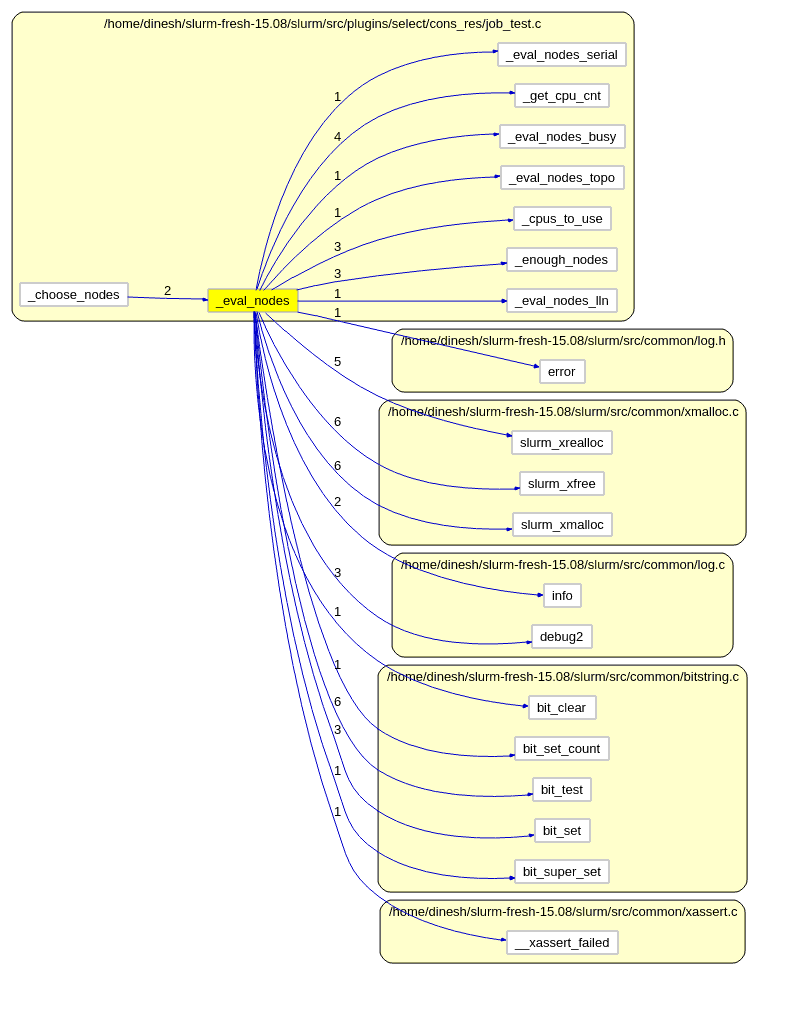 /home/dinesh/slurm-fresh-15.08/slurm/src/plugins/select/cons_res/job_test.c
_eval_nodes_serial
1
_get_cpu_cnt
4
_eval_nodes_busy
1
_eval_nodes_topo
1
_cpus_to_use
3
_enough_nodes
3
_choose_nodes
2
_eval_nodes
1
_eval_nodes_lln
1
/home/dinesh/slurm-fresh-15.08/slurm/src/common/log.h
error
5
/home/dinesh/slurm-fresh-15.08/slurm/src/common/xmalloc.c
slurm_xrealloc
6
slurm_xfree
6
slurm_xmalloc
2
/home/dinesh/slurm-fresh-15.08/slurm/src/common/log.c
info
3
debug2
1
/home/dinesh/slurm-fresh-15.08/slurm/src/common/bitstring.c
1
bit_clear
6
bit_set_count
3
bit_test
1
bit_set
1
bit_super_set
/home/dinesh/slurm-fresh-15.08/slurm/src/common/xassert.c
__xassert_failed